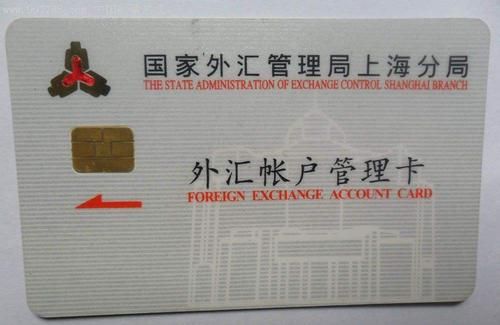 国家外汇管理局上海分局
THE STATE ADMINISTRATION OF EXCHANGE CONTROL SHANGHAI BRANCH
外汇帐户管理卡
FOREIGN EXCHANGE ACCOUNT CARD